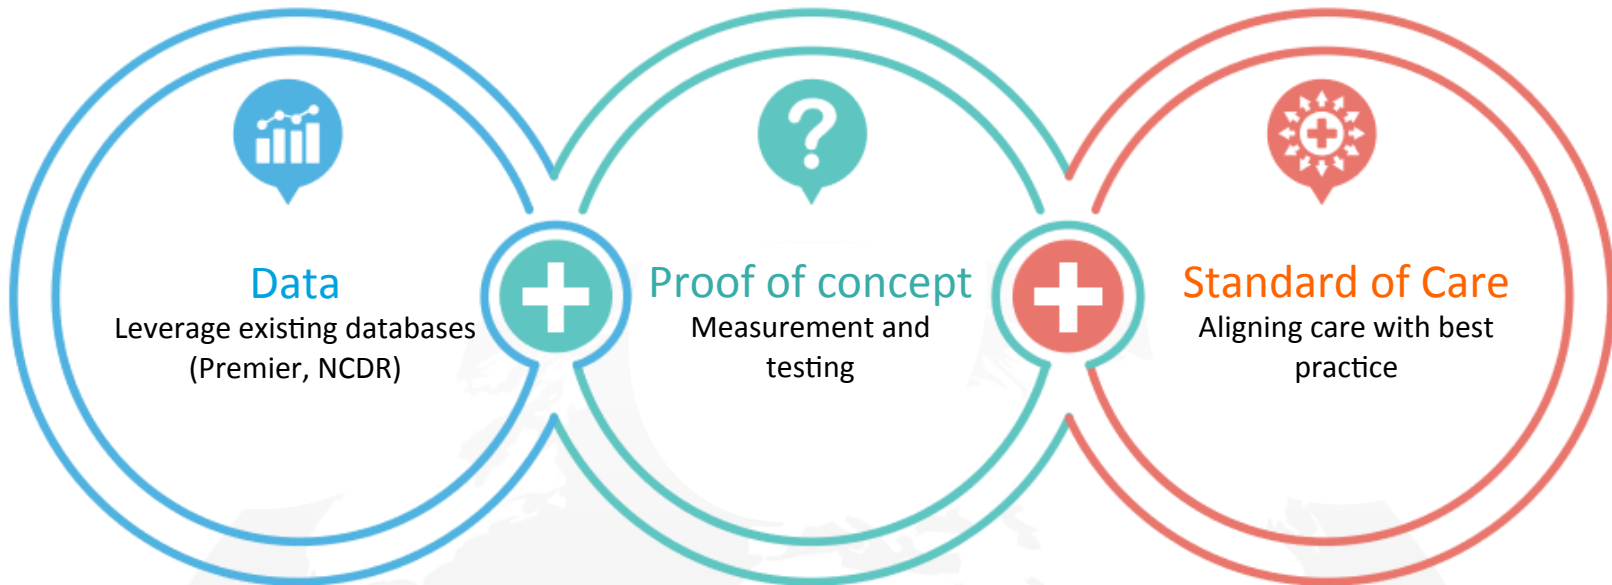 Data
Leverage existing databases
(Premier, NCDR)
Proof of concept
Measurement and
testing
Standard of Care
Aligning care with best
practice